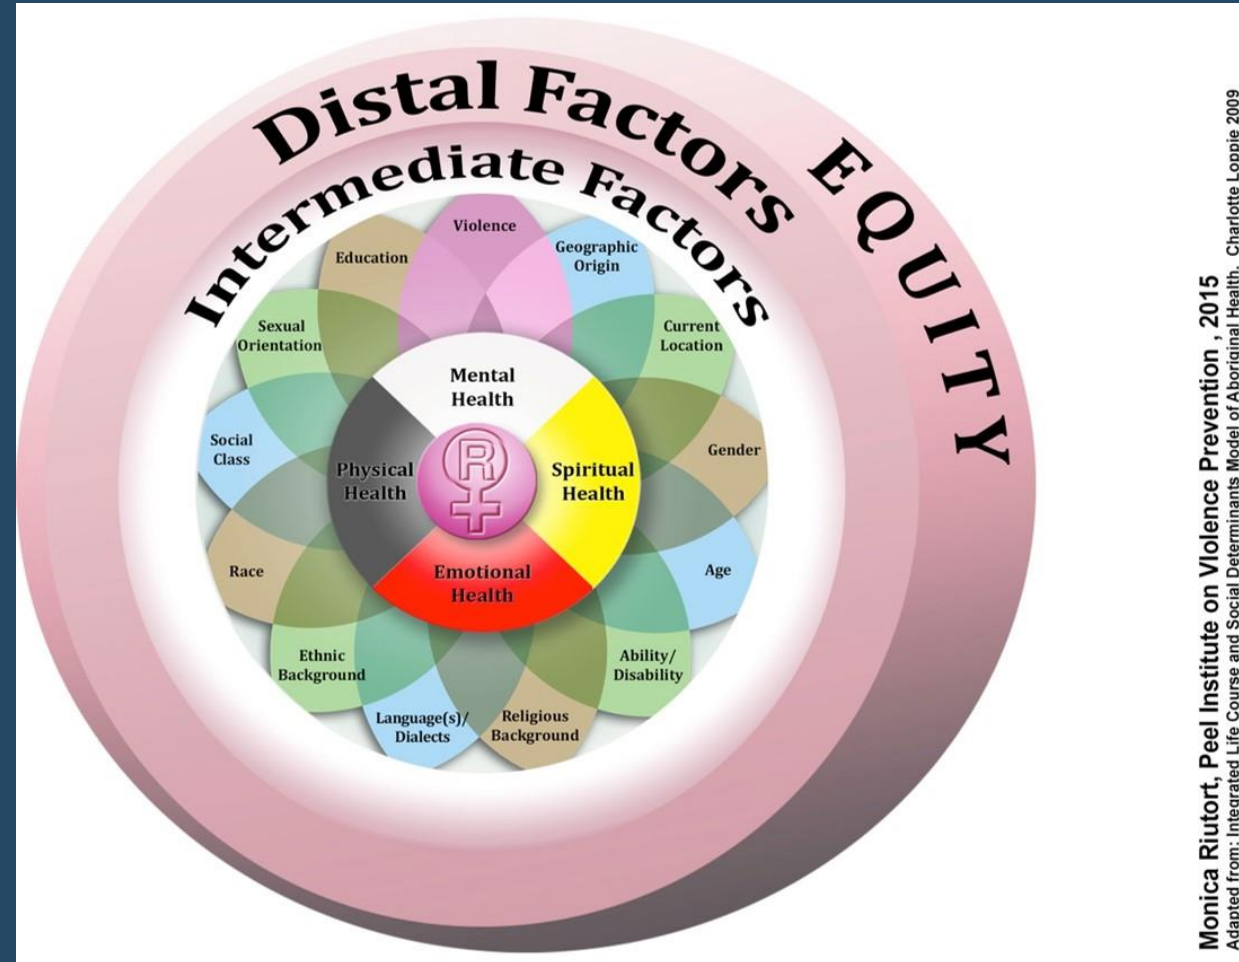 Distal Factors
EQUITY
Intermediate Factors
Violence
Education
Geographic
Origin
Sexual
Orientation
Current
Location
Mental
Health
Social
Class
Gender
Physical
Health
R
Spiritual
Health
Race
Age
Emotional
Health
Ethnic
Background
Ability/
Disability
Language(s)/
Dialects
Religious
Background
Monica Riutort, Peel Institute on VIolence Prevention , 2015
Adapted from: Integrated Life Course and Social Determinants Model of Aboriginal Health, Charlotte Loppie 2009